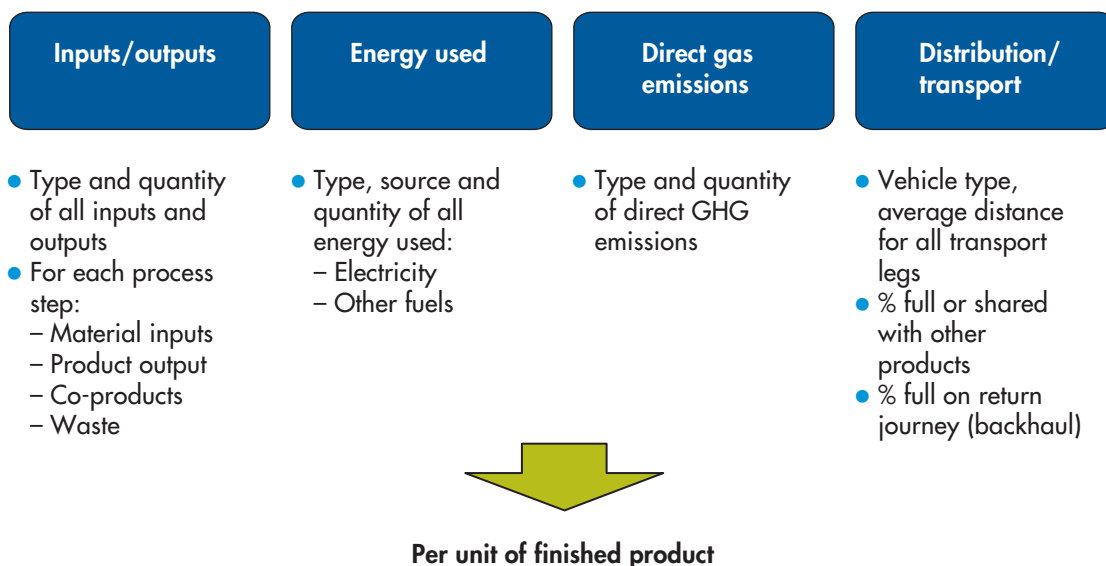 Inputs/outputs
Energy used
Direct gas
emissions
Distribution/
transport
● Type and quantity
of all inputs and
outputs
● For each process
step:
– Material inputs
– Product output
– Co-products
– Waste
● Type, source and
quantity of all
energy used:
– Electricity
– Other fuels
● Type and quantity
of direct GHG
emissions
● Vehicle type,
average distance
for all transport
legs
● % full or shared
with other
products
● % full on return
journey (backhaul)
Per unit of finished product